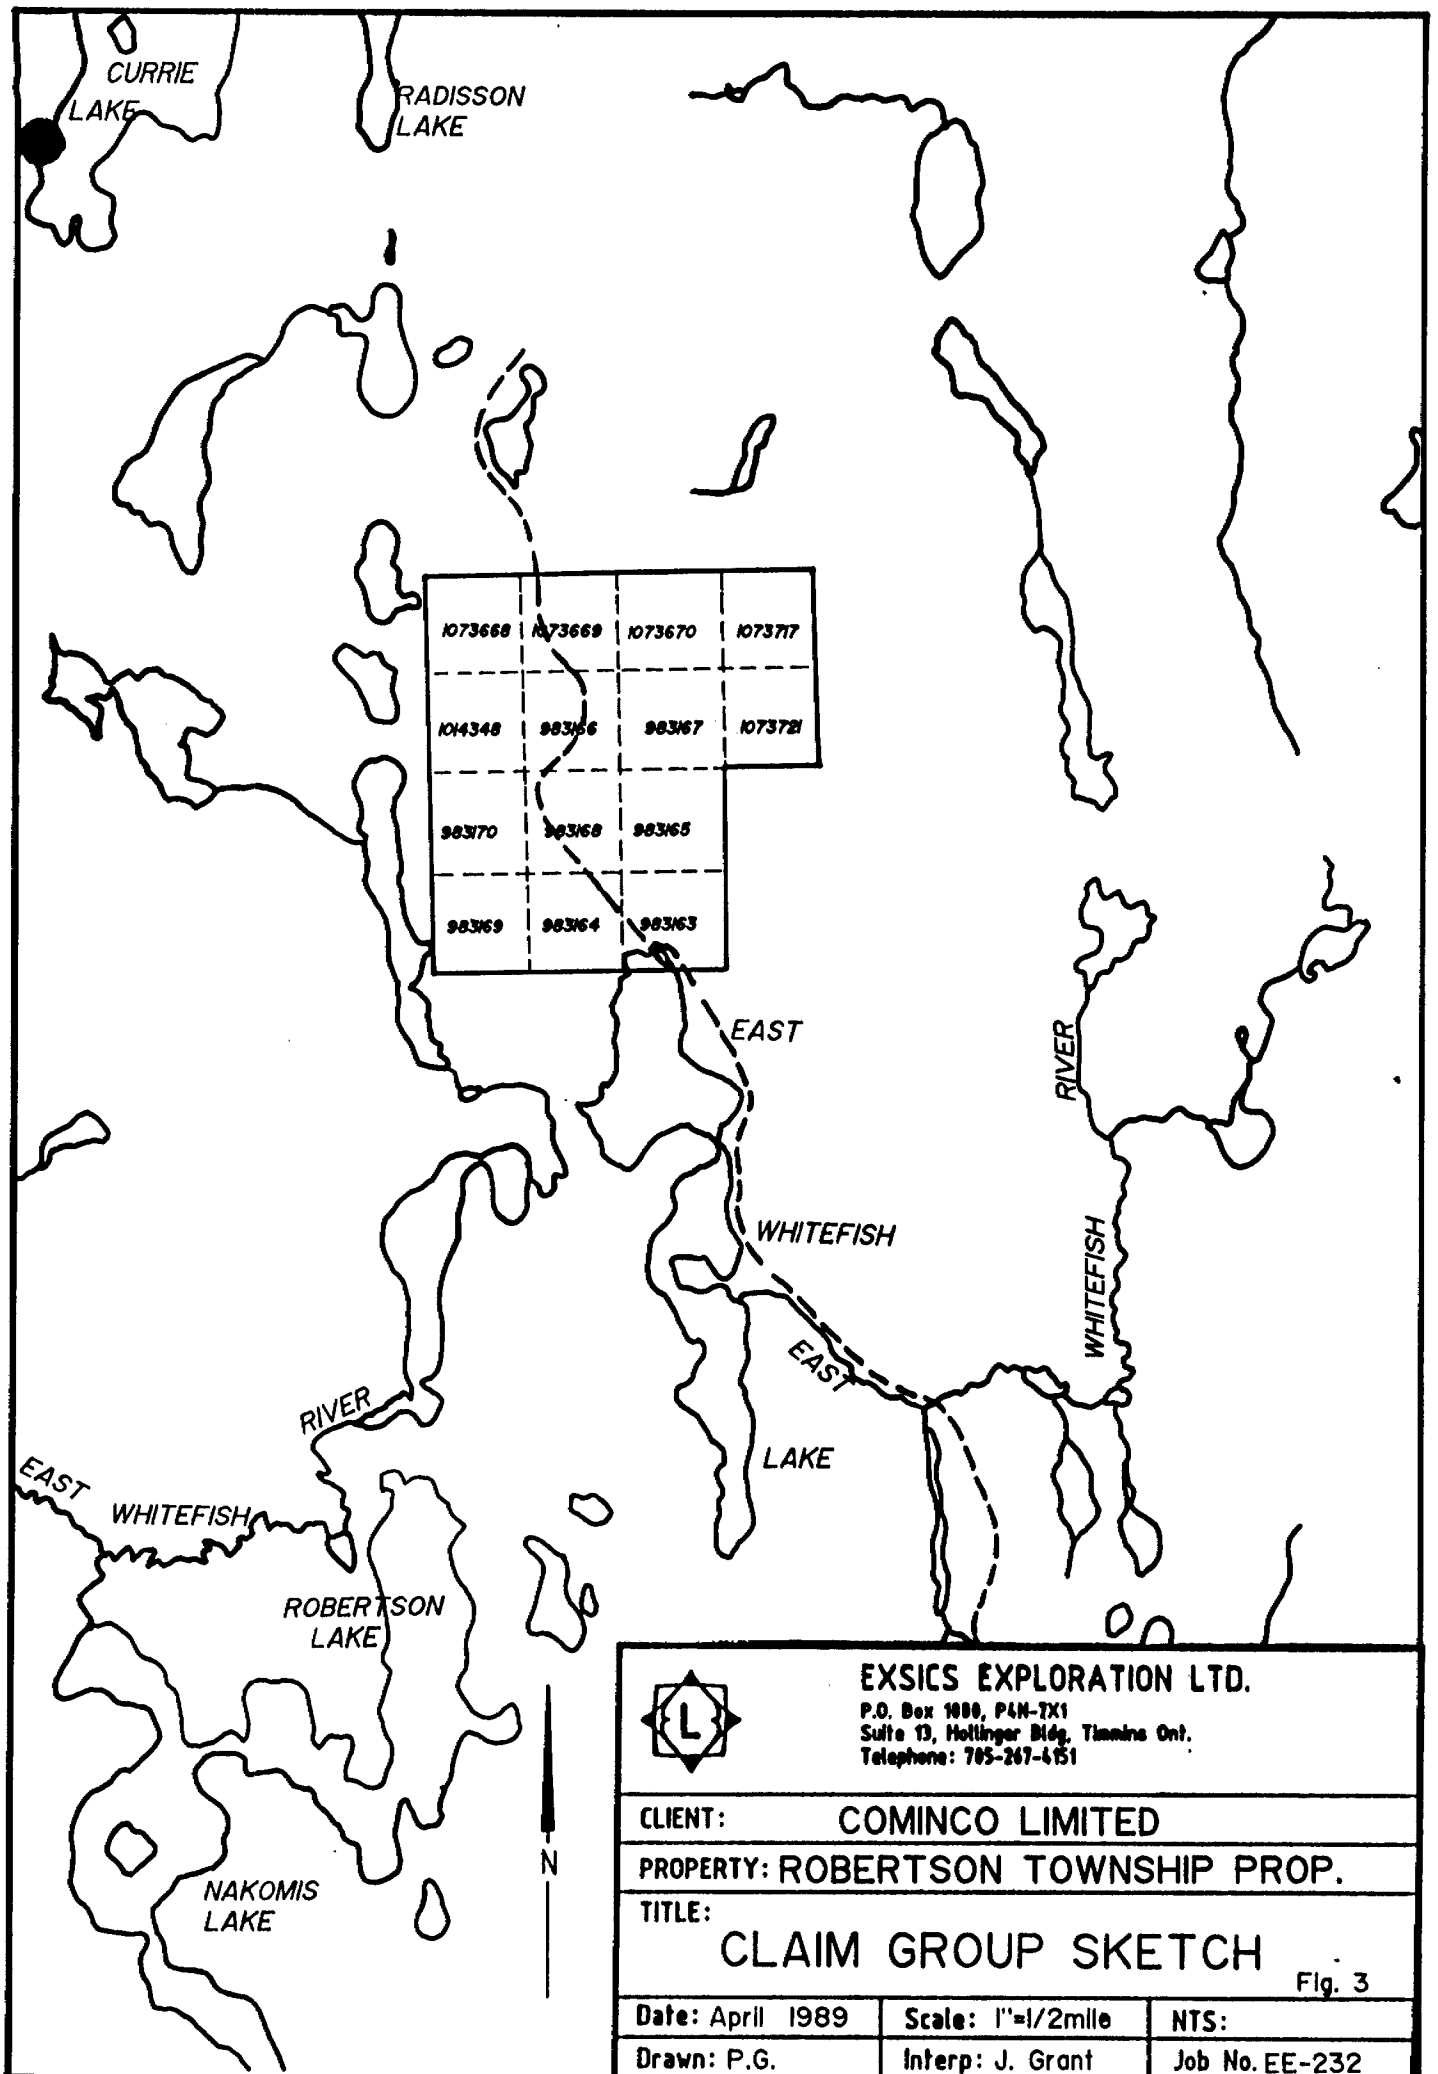 CURRIE
LAKE
RADISSON
LAKE
1073668 1073669 1073670 1073717
1014348 983166 983167 1073721
983170 983168 983165
983169 983164 983163
EAST
RIVER
WHITEFISH
WHITEFISH
EAST
RIVER
LAKE
EAST
WHITEFISH
ROBERTSON
LAKE
NAKOMIS
LAKE
N
L
EXSICS EXPLORATION LTD.
P.O. Box 1880, P4N-7X1
Suite 13, Hollinger Bldg, Timmins Ont.
Telephone: 705-267-4151
CLIENT: COMINCO LIMITED
PROPERTY: ROBERTSON TOWNSHIP PROP.
TITLE:
CLAIM GROUP SKETCH
Fig. 3
Date: April 1989 Scale: 1"=1/2mile NTS:
Drawn: P.G. Interp: J. Grant Job No. EE-232